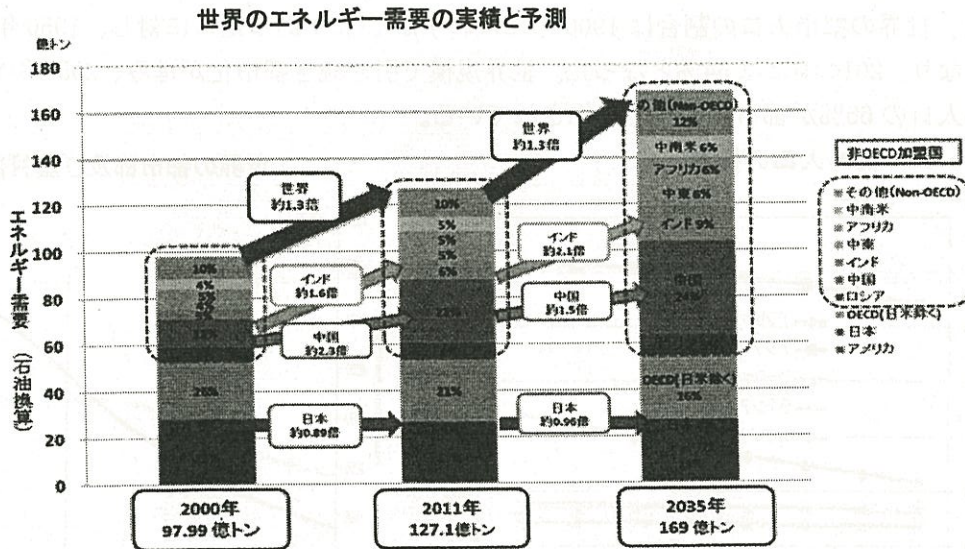 世界のエネルギー需要の実績と予測
億トン
エネルギー需要 (石油換算)
180
160
140
120
100
80
60
40
20
0
世界
約1.3倍
世界
約1.3倍
インド
約1.6倍
インド
約2.1倍
中国
約2.3倍
中国
約1.5倍
日本
約0.89倍
日本
約0.96倍
10%
4%
12%
10%
5%
5%
5%
6%
21%
の他(Non-OECD)
12%
中南米 6%
アフリカ 6%
中東 6%
インド 9%
中国
24%
OECD(日米除く)
16%
2000年
97.99 億トン
2011年
127.1億トン
2035年
169 億トン
非OECD加盟国
その他(Non-OECD)
中南米
アフリカ
中南
インド
中国
ロシア
OECD(日米除く)
日本
アメリカ